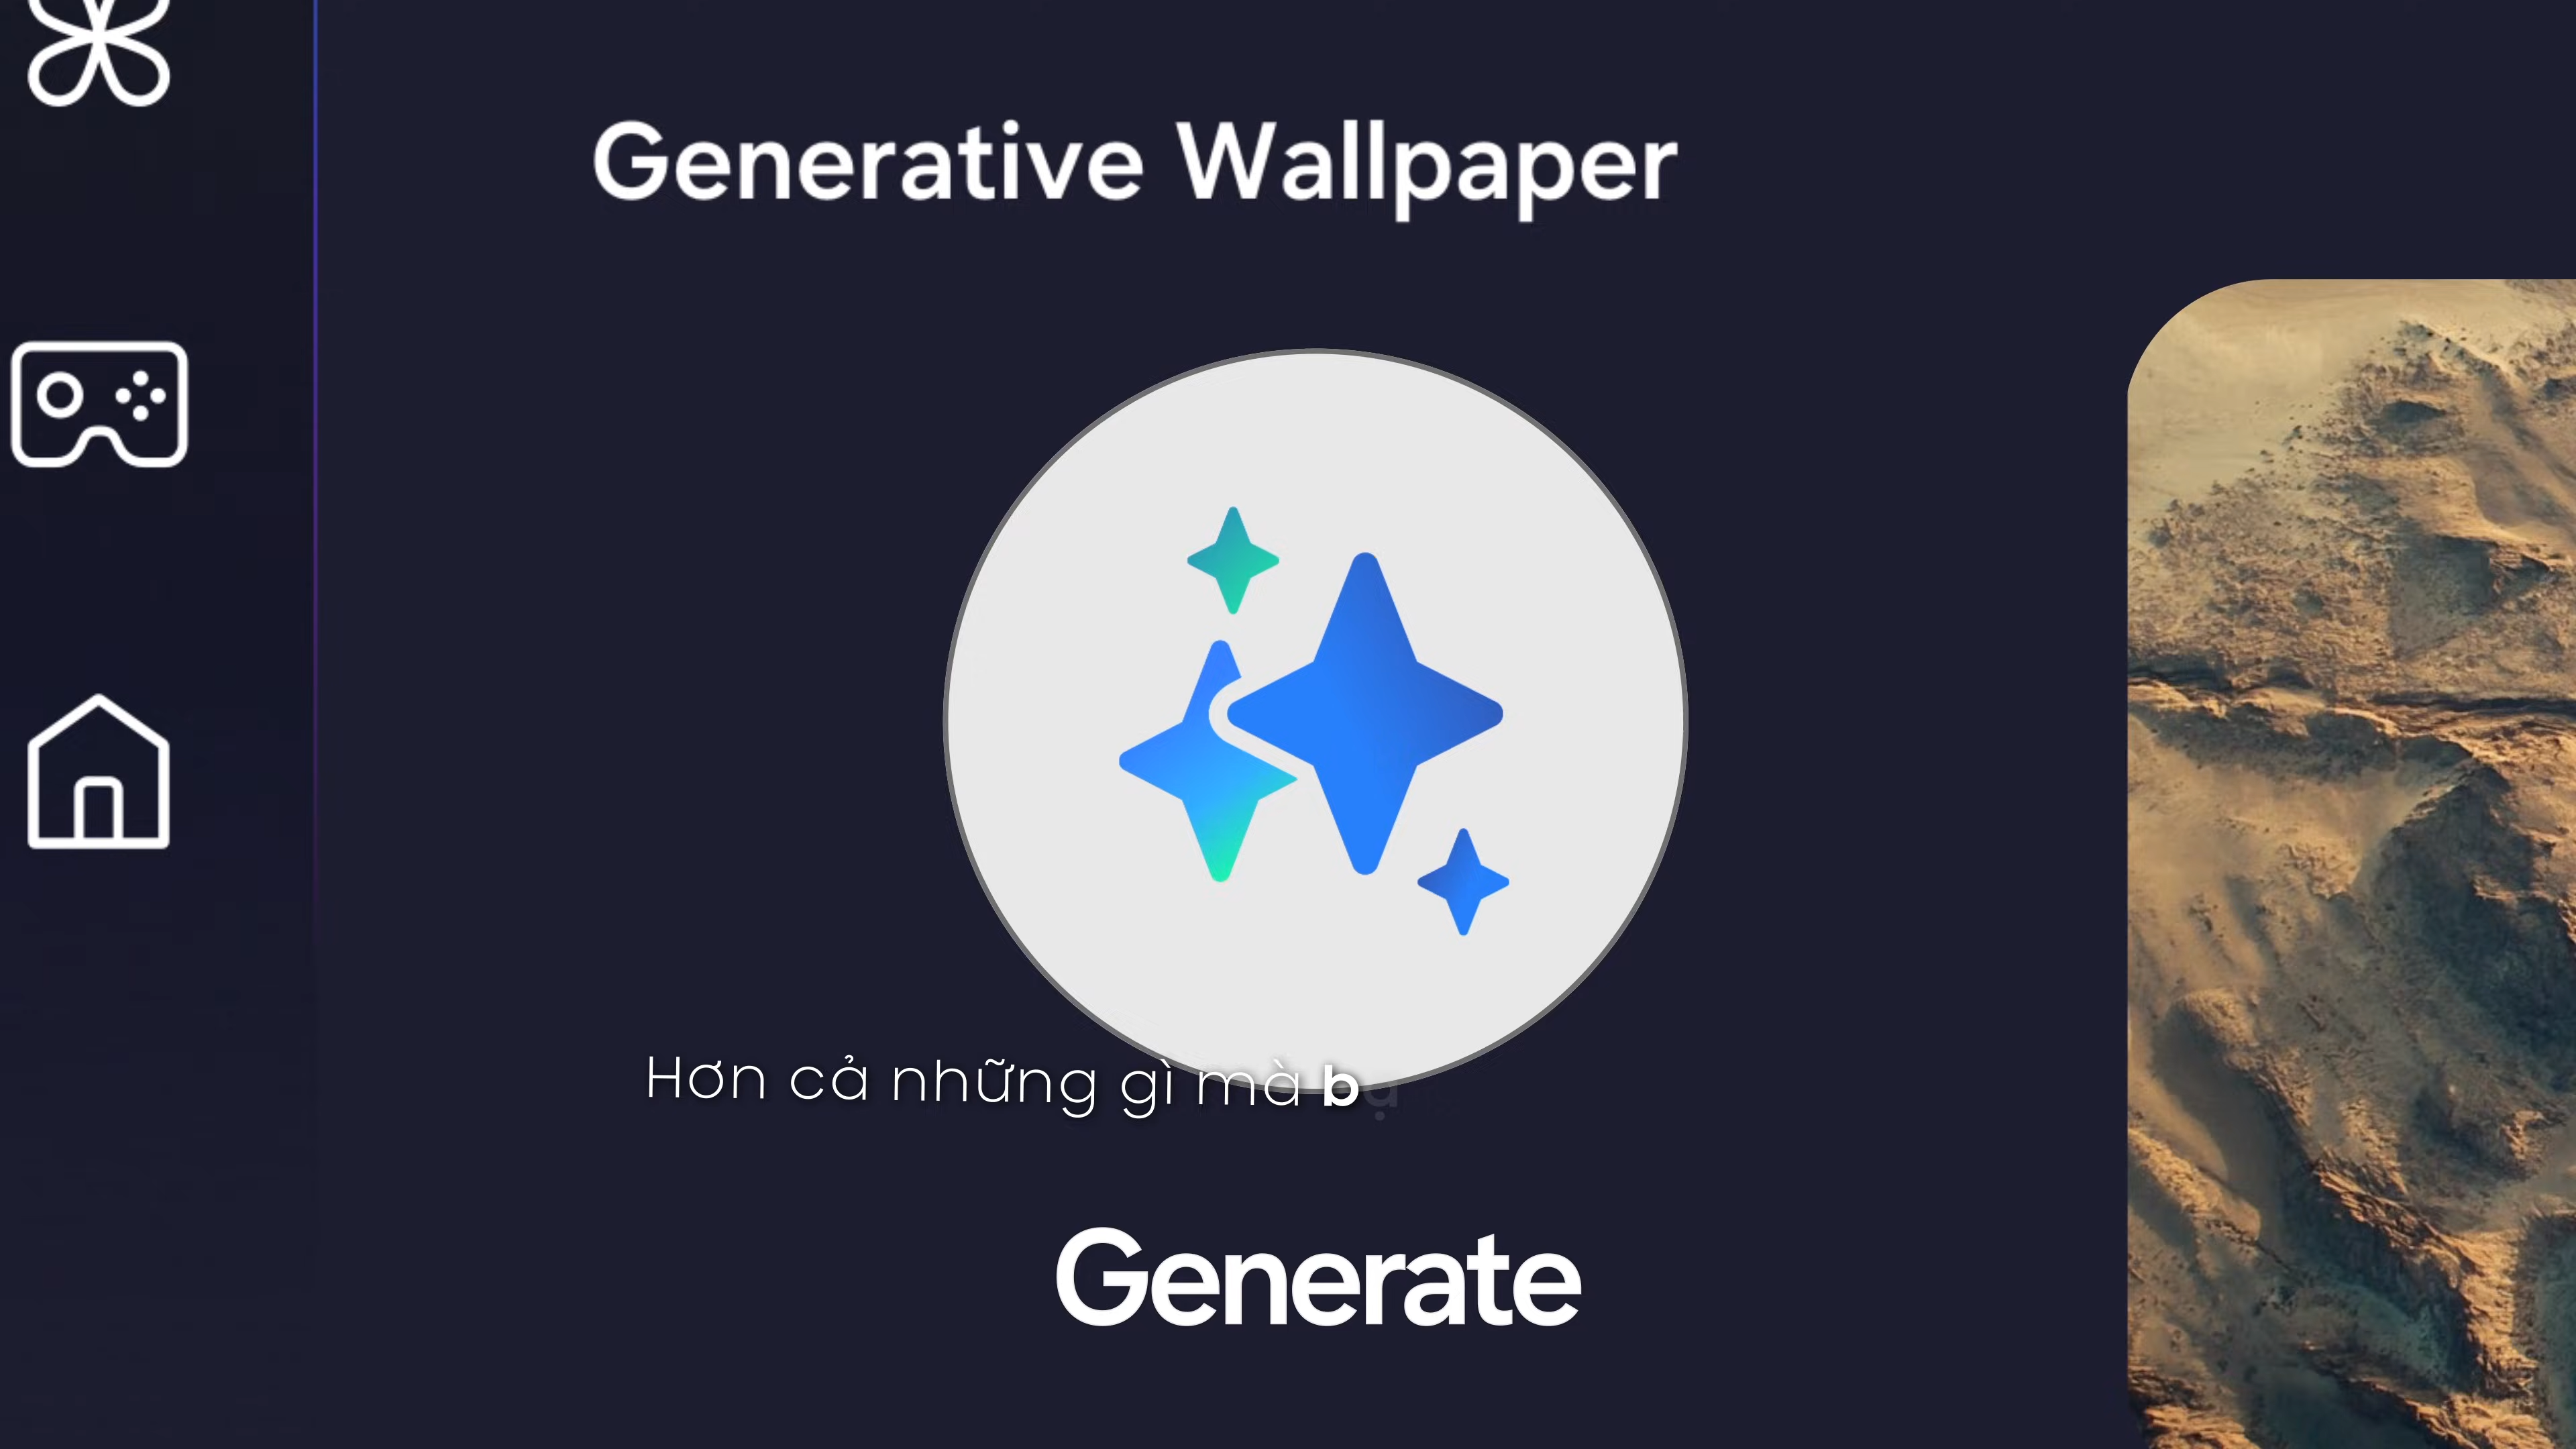 Generative Wallpaper
Hơn cả những gì mà b
Generate